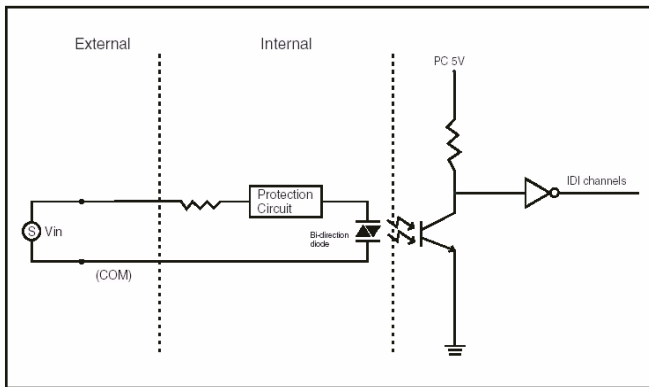 External
Internal
PC 5V
IDI channels
Protection
Circuit
S
Vin
Bi-direction
diode
(COM)